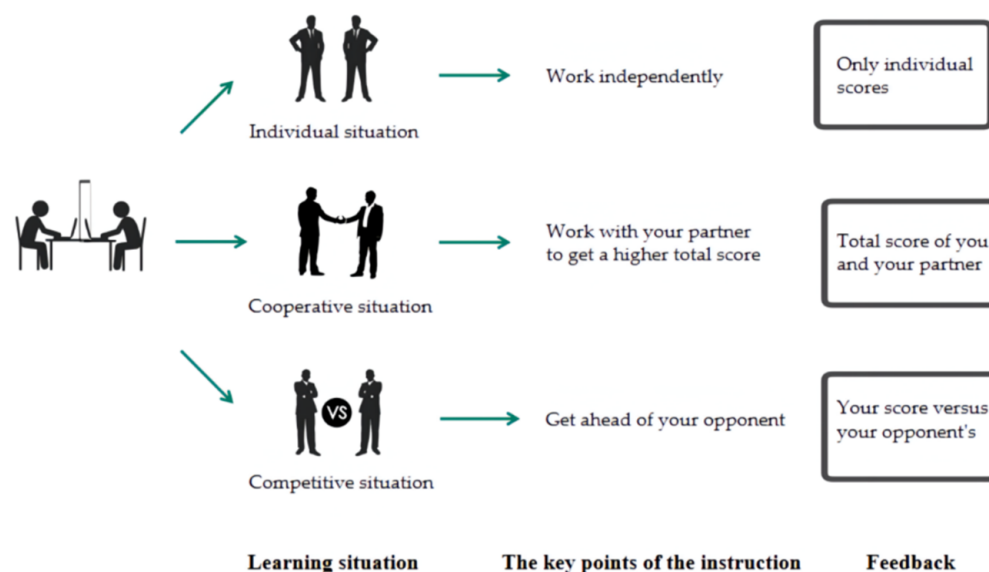 Individual situation
Work independently
Only individual
scores
Cooperative situation
Work with your partner
to get a higher total score
Total score of you
and your partner
VS
Competitive situation
Get ahead of your opponent
Your score versus
your opponent's
Learning situation
The key points of the instruction
Feedback